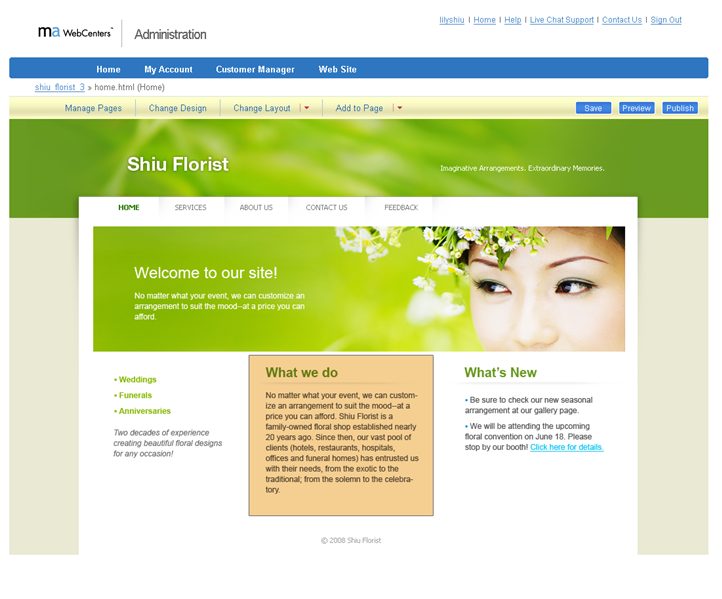 lilyshiu | Home | Help | Live Chat Support | Contact Us | Sign Out
ma WebCenters™ Administration
Home My Account Customer Manager Web Site
shiu_florist_3 » home.html (Home)
Manage Pages Change Design Change Layout Add to Page Save Preview Publish
Shiu Florist
Imaginative Arrangements. Extraordinary Memories.
HOME SERVICES ABOUT US CONTACT US FEEDBACK
Welcome to our site!
No matter what your event, we can customize an
arrangement to suit the mood--at a price you can
afford.
• Weddings
• Funerals
• Anniversaries
Two decades of experience
creating beautiful floral designs
for any occasion!
What we do
No matter what your event, we can custom-
ize an arrangement to suit the mood--at a
price you can afford. Shiu Florist is a
family-owned floral shop established nearly
20 years ago. Since then, our vast pool of
clients (hotels, restaurants, hospitals,
offices and funeral homes) has entrusted us
with their needs, from the exotic to the
traditional; from the solemn to the celebra-
tory.
What's New
• Be sure to check our new seasonal
arrangement at our gallery page.
• We will be attending the upcoming
floral convention on June 18. Please
stop by our booth! Click here for details.
© 2008 Shiu Florist